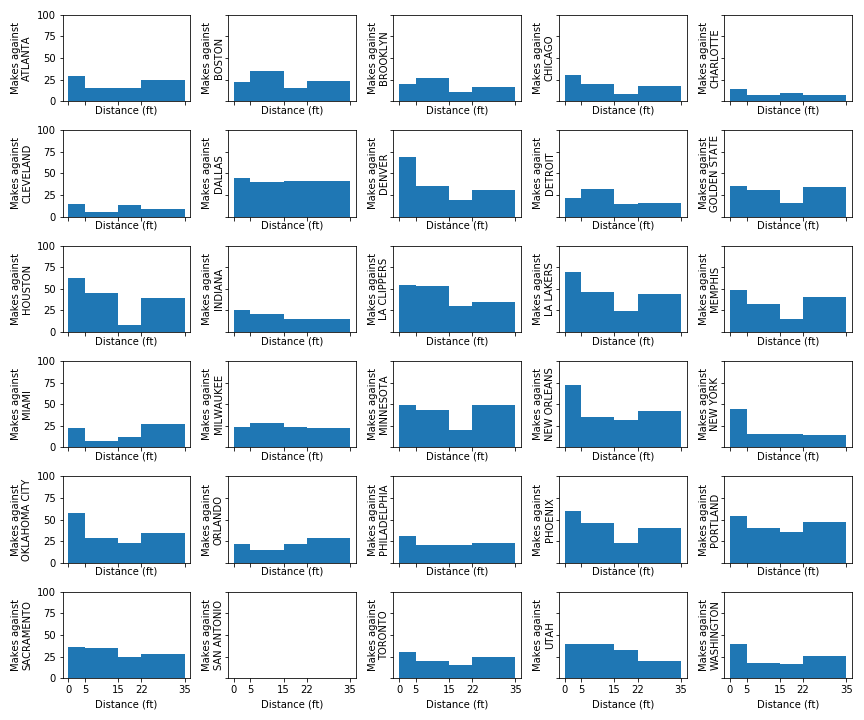 100
75
50
25
0
Makes against
ATLANTA
Distance (ft)
Makes against
BOSTON
Distance (ft)
Makes against
BROOKLYN
Distance (ft)
Makes against
CHICAGO
Distance (ft)
Makes against
CHARLOTTE
Distance (ft)
100
75
50
25
0
Makes against
CLEVELAND
Distance (ft)
Makes against
DALLAS
Distance (ft)
Makes against
DENVER
Distance (ft)
Makes against
DETROIT
Distance (ft)
Makes against
GOLDEN STATE
Distance (ft)
100
75
50
25
0
Makes against
HOUSTON
Distance (ft)
Makes against
INDIANA
Distance (ft)
Makes against
LA CLIPPERS
Distance (ft)
Makes against
LA LAKERS
Distance (ft)
Makes against
MEMPHIS
Distance (ft)
100
75
50
25
0
Makes against
MIAMI
Distance (ft)
Makes against
MILWAUKEE
Distance (ft)
Makes against
MINNESOTA
Distance (ft)
Makes against
NEW ORLEANS
Distance (ft)
Makes against
NEW YORK
Distance (ft)
100
75
50
25
0
Makes against
OKLAHOMA CITY
Distance (ft)
Makes against
ORLANDO
Distance (ft)
Makes against
PHILADELPHIA
Distance (ft)
Makes against
PHOENIX
Distance (ft)
Makes against
PORTLAND
Distance (ft)
100
75
50
25
0
Makes against
SACRAMENTO
0 5 15 22 35
Distance (ft)
Makes against
SAN ANTONIO
0 5 15 22 35
Distance (ft)
Makes against
TORONTO
0 5 15 22 35
Distance (ft)
Makes against
UTAH
0 5 15 22 35
Distance (ft)
Makes against
WASHINGTON
0 5 15 22 35
Distance (ft)